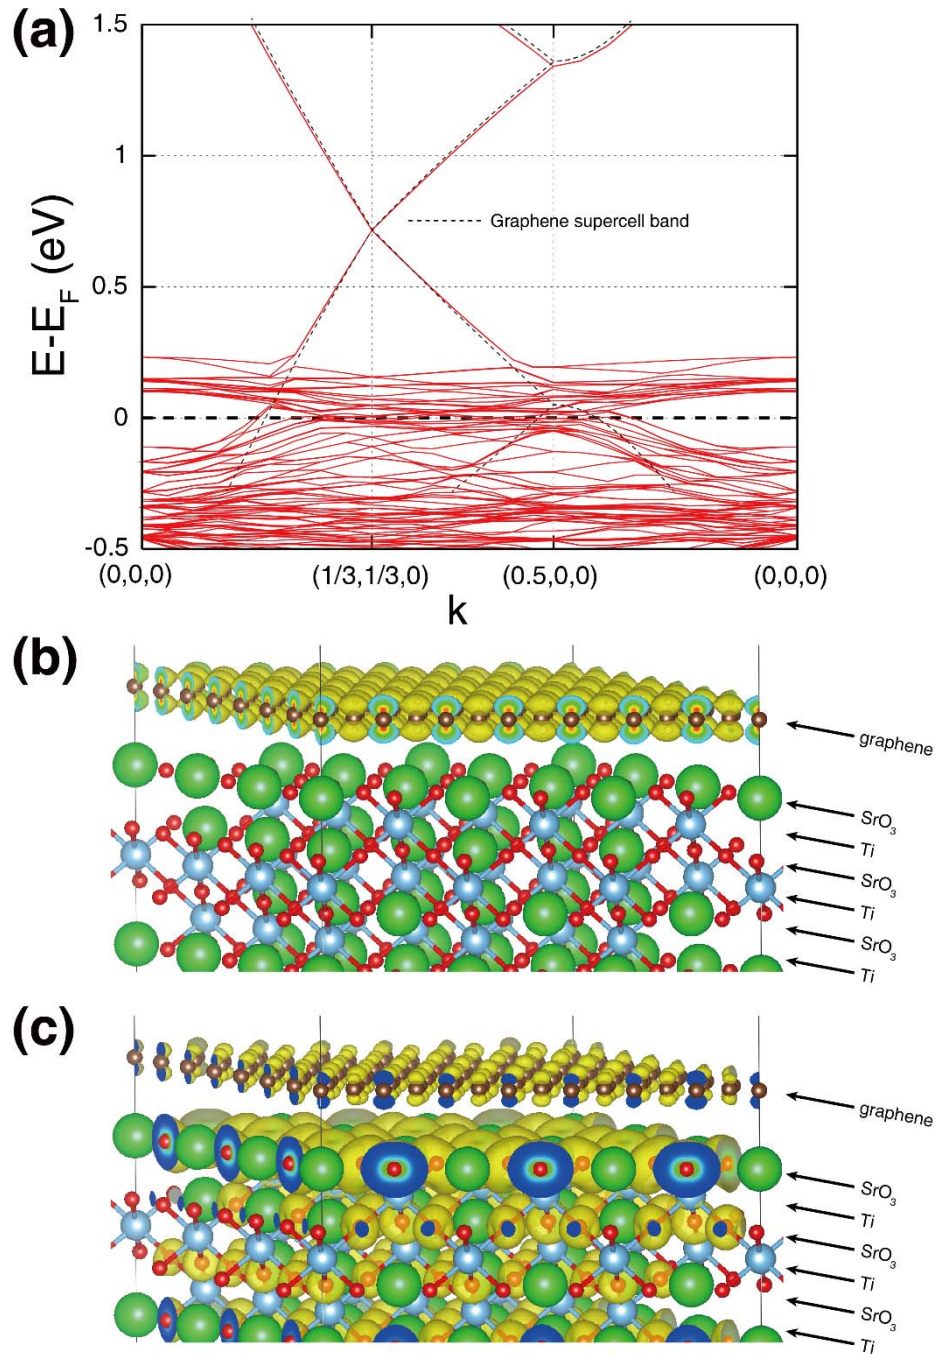 (a)
1.5
1
0.5
0
-0.5
E-E_F (eV)
Graphene supercell band
(0,0,0)
(1/3,1/3,0)
(0.5,0,0)
(0,0,0)
k
(b)
graphene
SrO₃
Ti
SrO₃
Ti
SrO₃
Ti
(c)
graphene
SrO₃
Ti
SrO₃
Ti
SrO₃
Ti